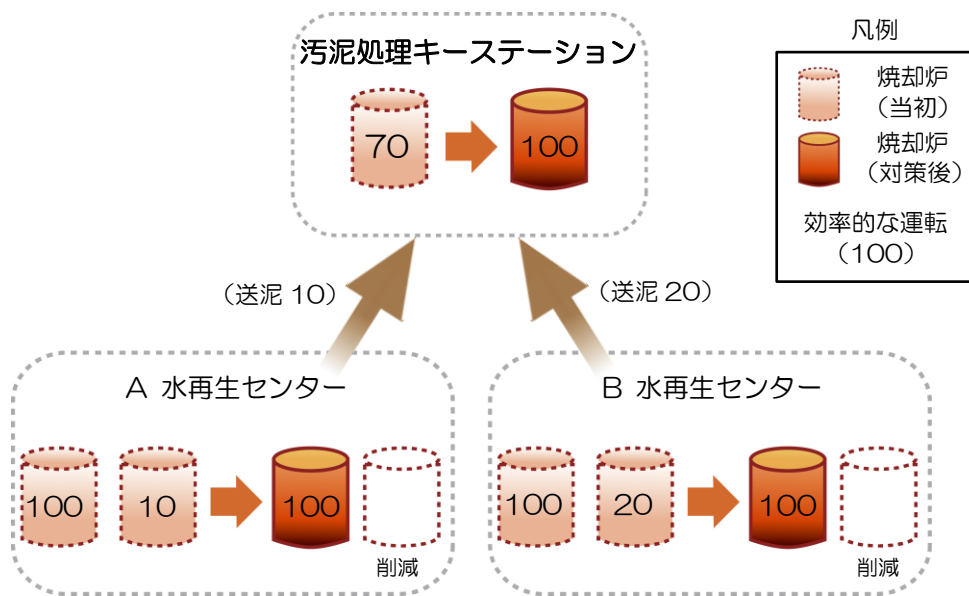 汚泥処理キーステーション
70
100
凡例
焼却炉
（当初）
焼却炉
（対策後）
効率的な運転
（100）
（送泥 10）
（送泥 20）
A 水再生センター
100
10
100
削減
B 水再生センター
100
20
100
削減